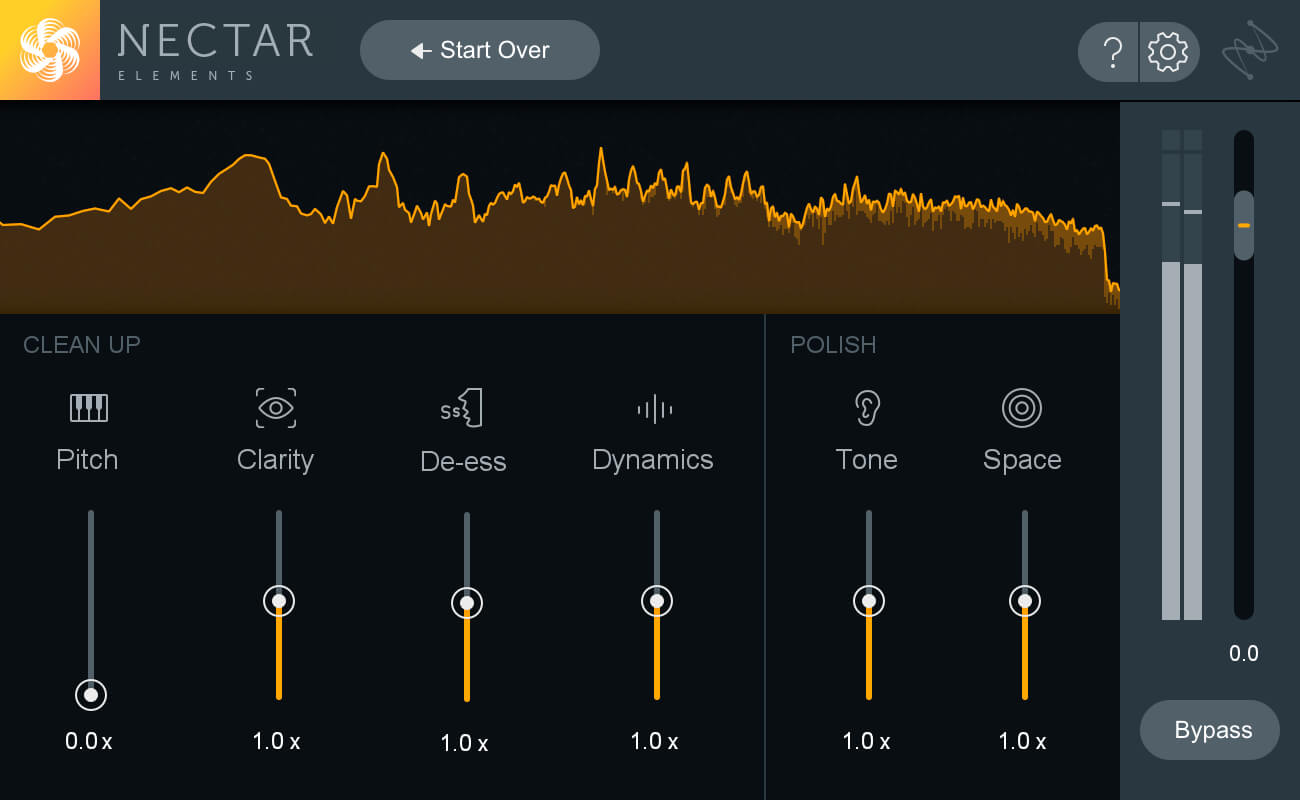 NECTAR
ELEMENTS
Start Over
?
CLEAN UP
POLISH
Ss
Pitch
Clarity
De-ess
Dynamics
Tone
Space
0.0
0.0 x
1.0 x
1.0 x
1.0 x
1.0 x
1.0 x
Bypass